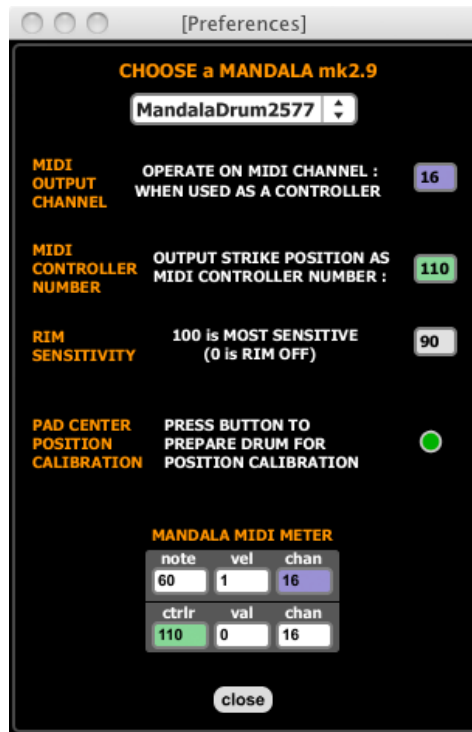 [Preferences]
CHOOSE a MANDALA mk2.9
MandalaDrum2577
MIDI
OUTPUT
CHANNEL
OPERATE ON MIDI CHANNEL :
WHEN USED AS A CONTROLLER
16
MIDI
CONTROLLER
NUMBER
OUTPUT STRIKE POSITION AS
MIDI CONTROLLER NUMBER :
110
RIM
SENSITIVITY
100 is MOST SENSITIVE
(0 is RIM OFF)
90
PAD CENTER
POSITION
CALIBRATION
PRESS BUTTON TO
PREPARE DRUM FOR
POSITION CALIBRATION
MANDALA MIDI METER
note vel chan
60 1 16
ctrlr val chan
110 0 16
close